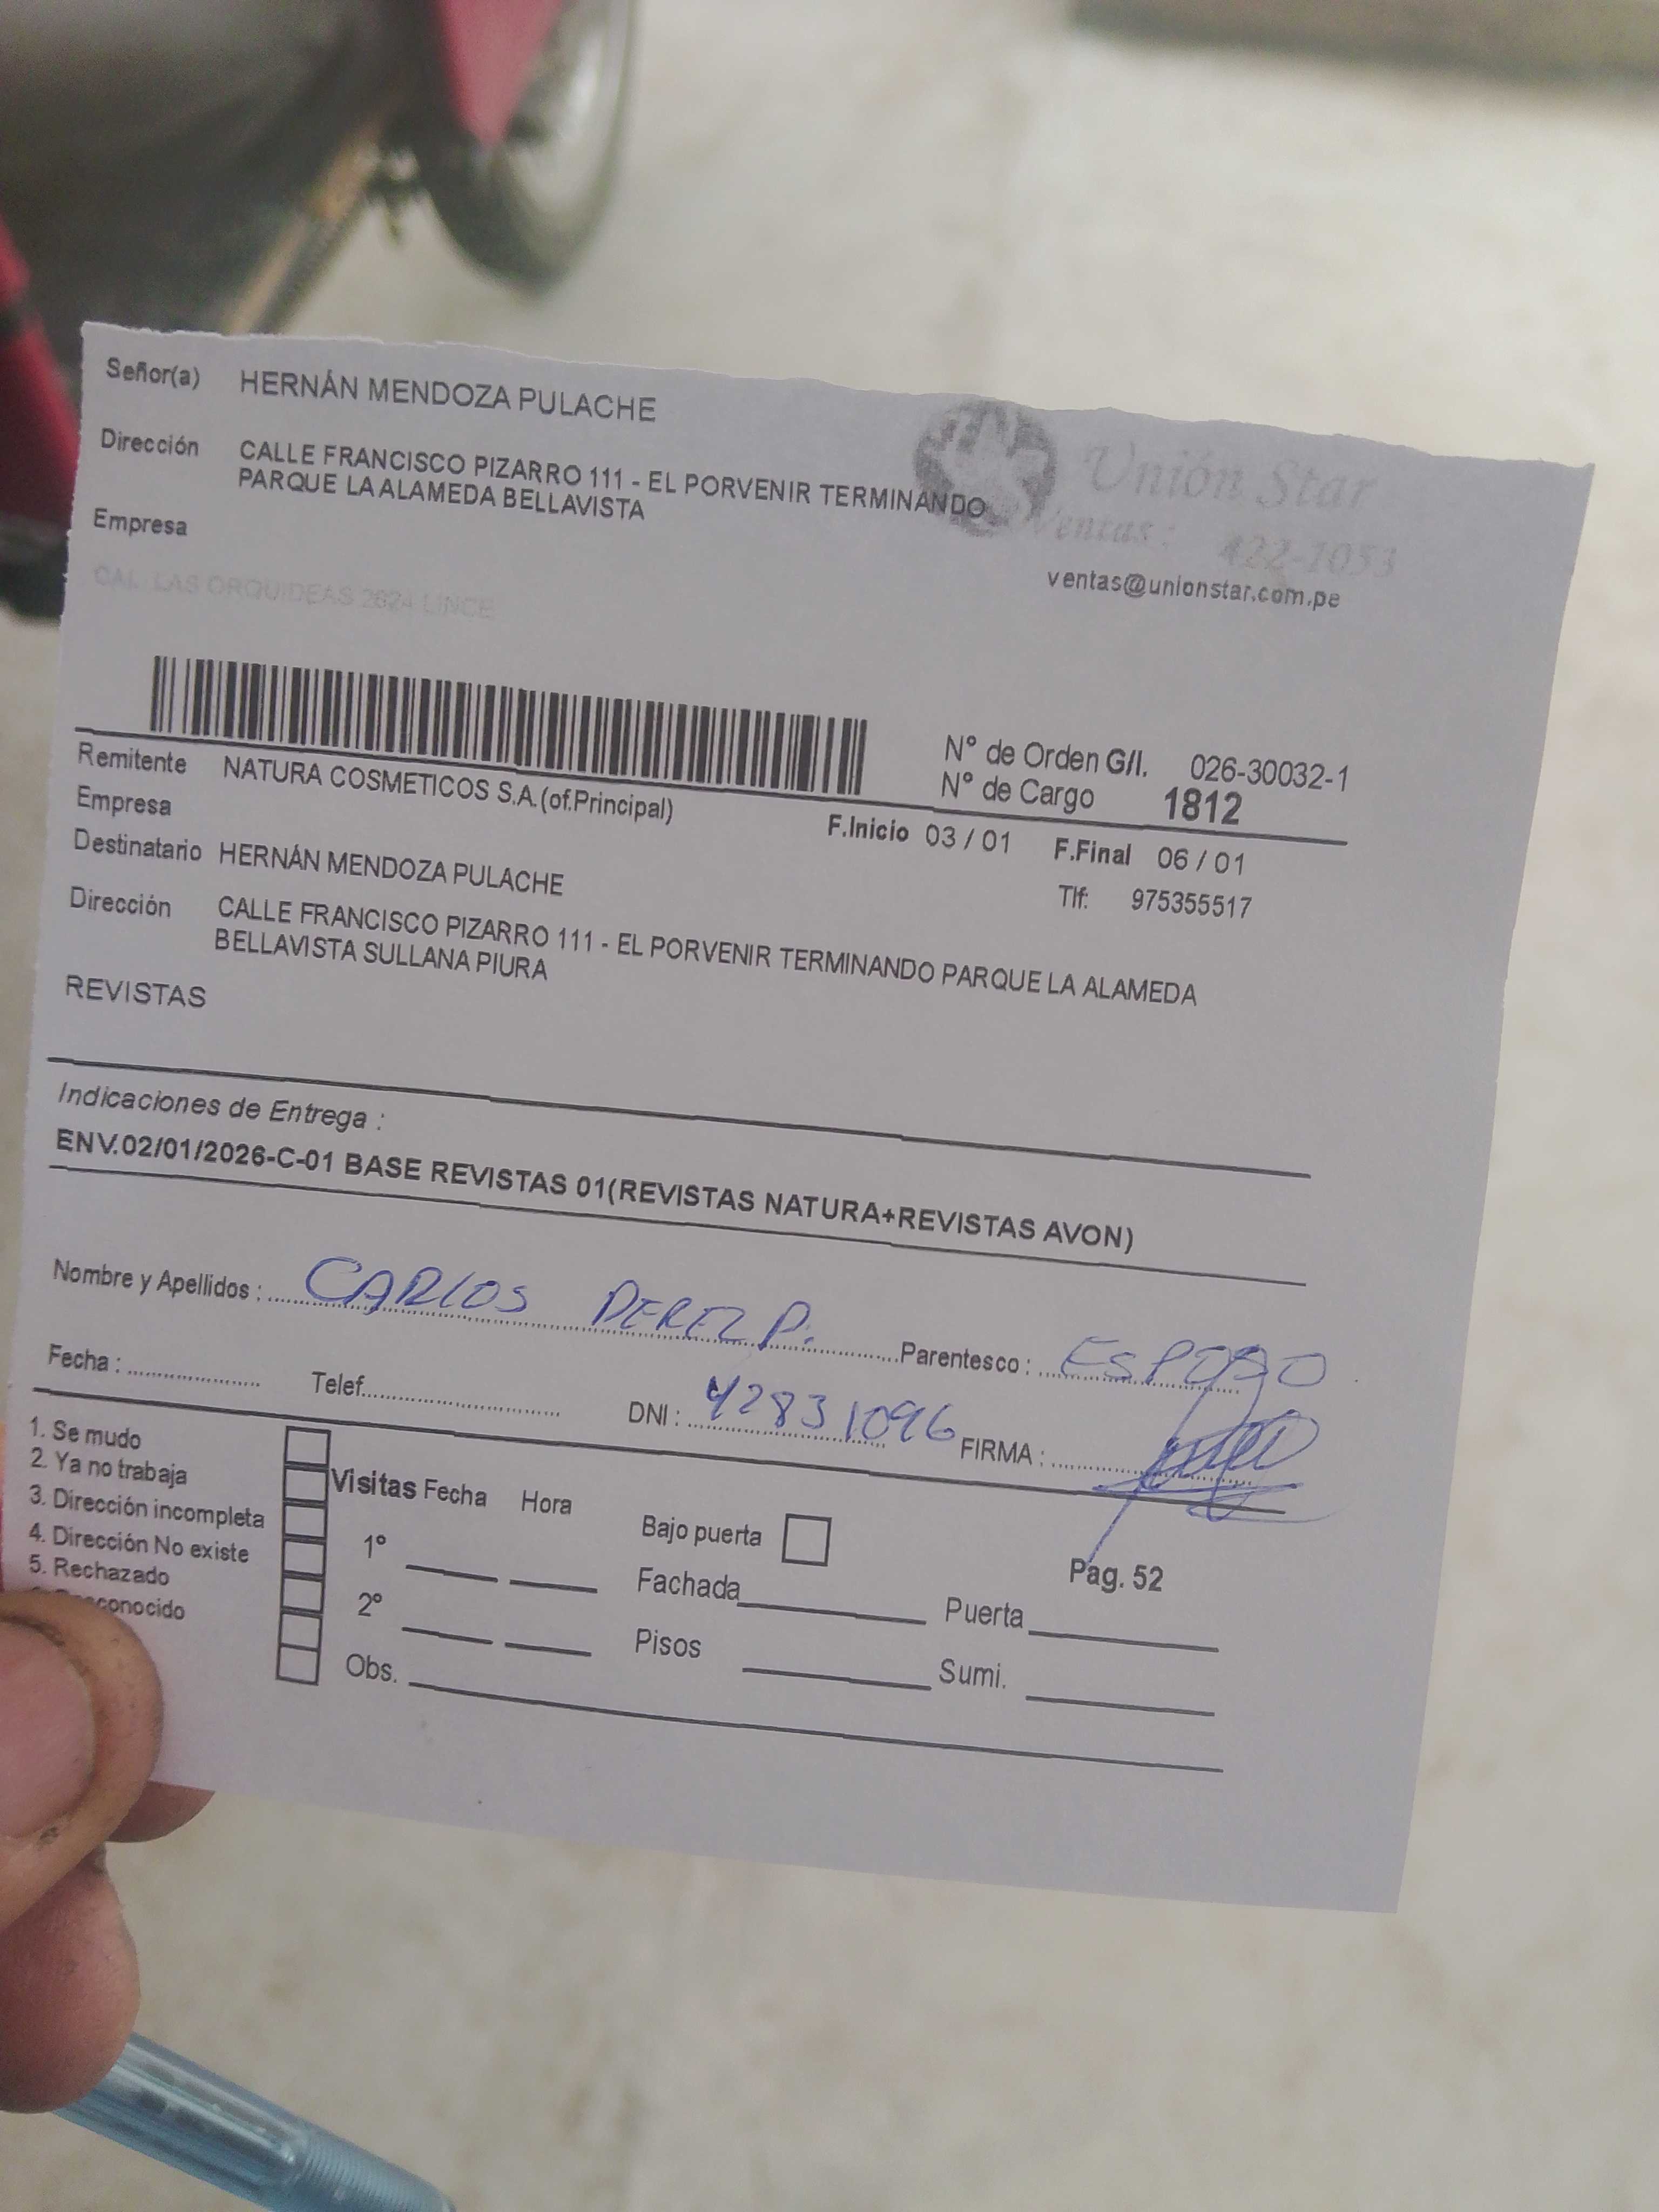 Señor(a) HERNÁN MENDOZA PULACHE
Dirección CALLE FRANCISCO PIZARRO 111 - EL PORVENIR TERMINANDO
PARQUE LA ALAMEDA BELLAVISTA
Unión Star
Ventas: 422-1053
ventas@unionstar.com.pe
Empresa
CAL LAS ORQUIDEAS 2624 LINCE
N° de Orden G/I. 026-30032-1
N° de Cargo 1812
Remitente NATURA COSMETICOS S.A.(of.Principal)
Empresa
F.Inicio 03 / 01 F.Final 06 / 01
Destinatario HERNÁN MENDOZA PULACHE
Tlf: 975355517
Dirección CALLE FRANCISCO PIZARRO 111 - EL PORVENIR TERMINANDO PARQUE LA ALAMEDA
BELLAVISTA SULLANA PIURA
REVISTAS
Indicaciones de Entrega :
ENV.02/01/2026-C-01 BASE REVISTAS 01(REVISTAS NATURA+REVISTAS AVON)
Nombre y Apellidos : CARLOS PEREZ P. Parentesco : ESPOSO
Fecha : Telef. DNI : 42831096 FIRMA :
1. Se mudo
2. Ya no trabaja
3. Dirección incompleta
4. Dirección No existe
5. Rechazado
Visitas Fecha Hora
1º
2º
Obs.
Bajo puerta
Pag. 52
Fachada Puerta
Pisos Sumi.